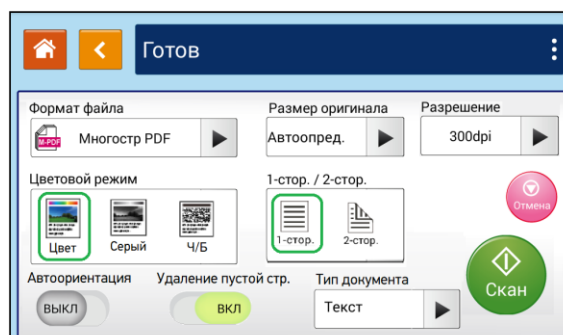 Готов
Формат файла
Размер оригинала
Разрешение
M-PDF
Многостр PDF
Автоопред.
300dpi
Цветовой режим
1-стор. / 2-стор.
Цвет
Серый
Ч/Б
1-стор.
2-стор.
Отмена
Автоориентация
Удаление пустой стр.
Тип документа
ВЫКЛ
ВКЛ
Текст
Скан